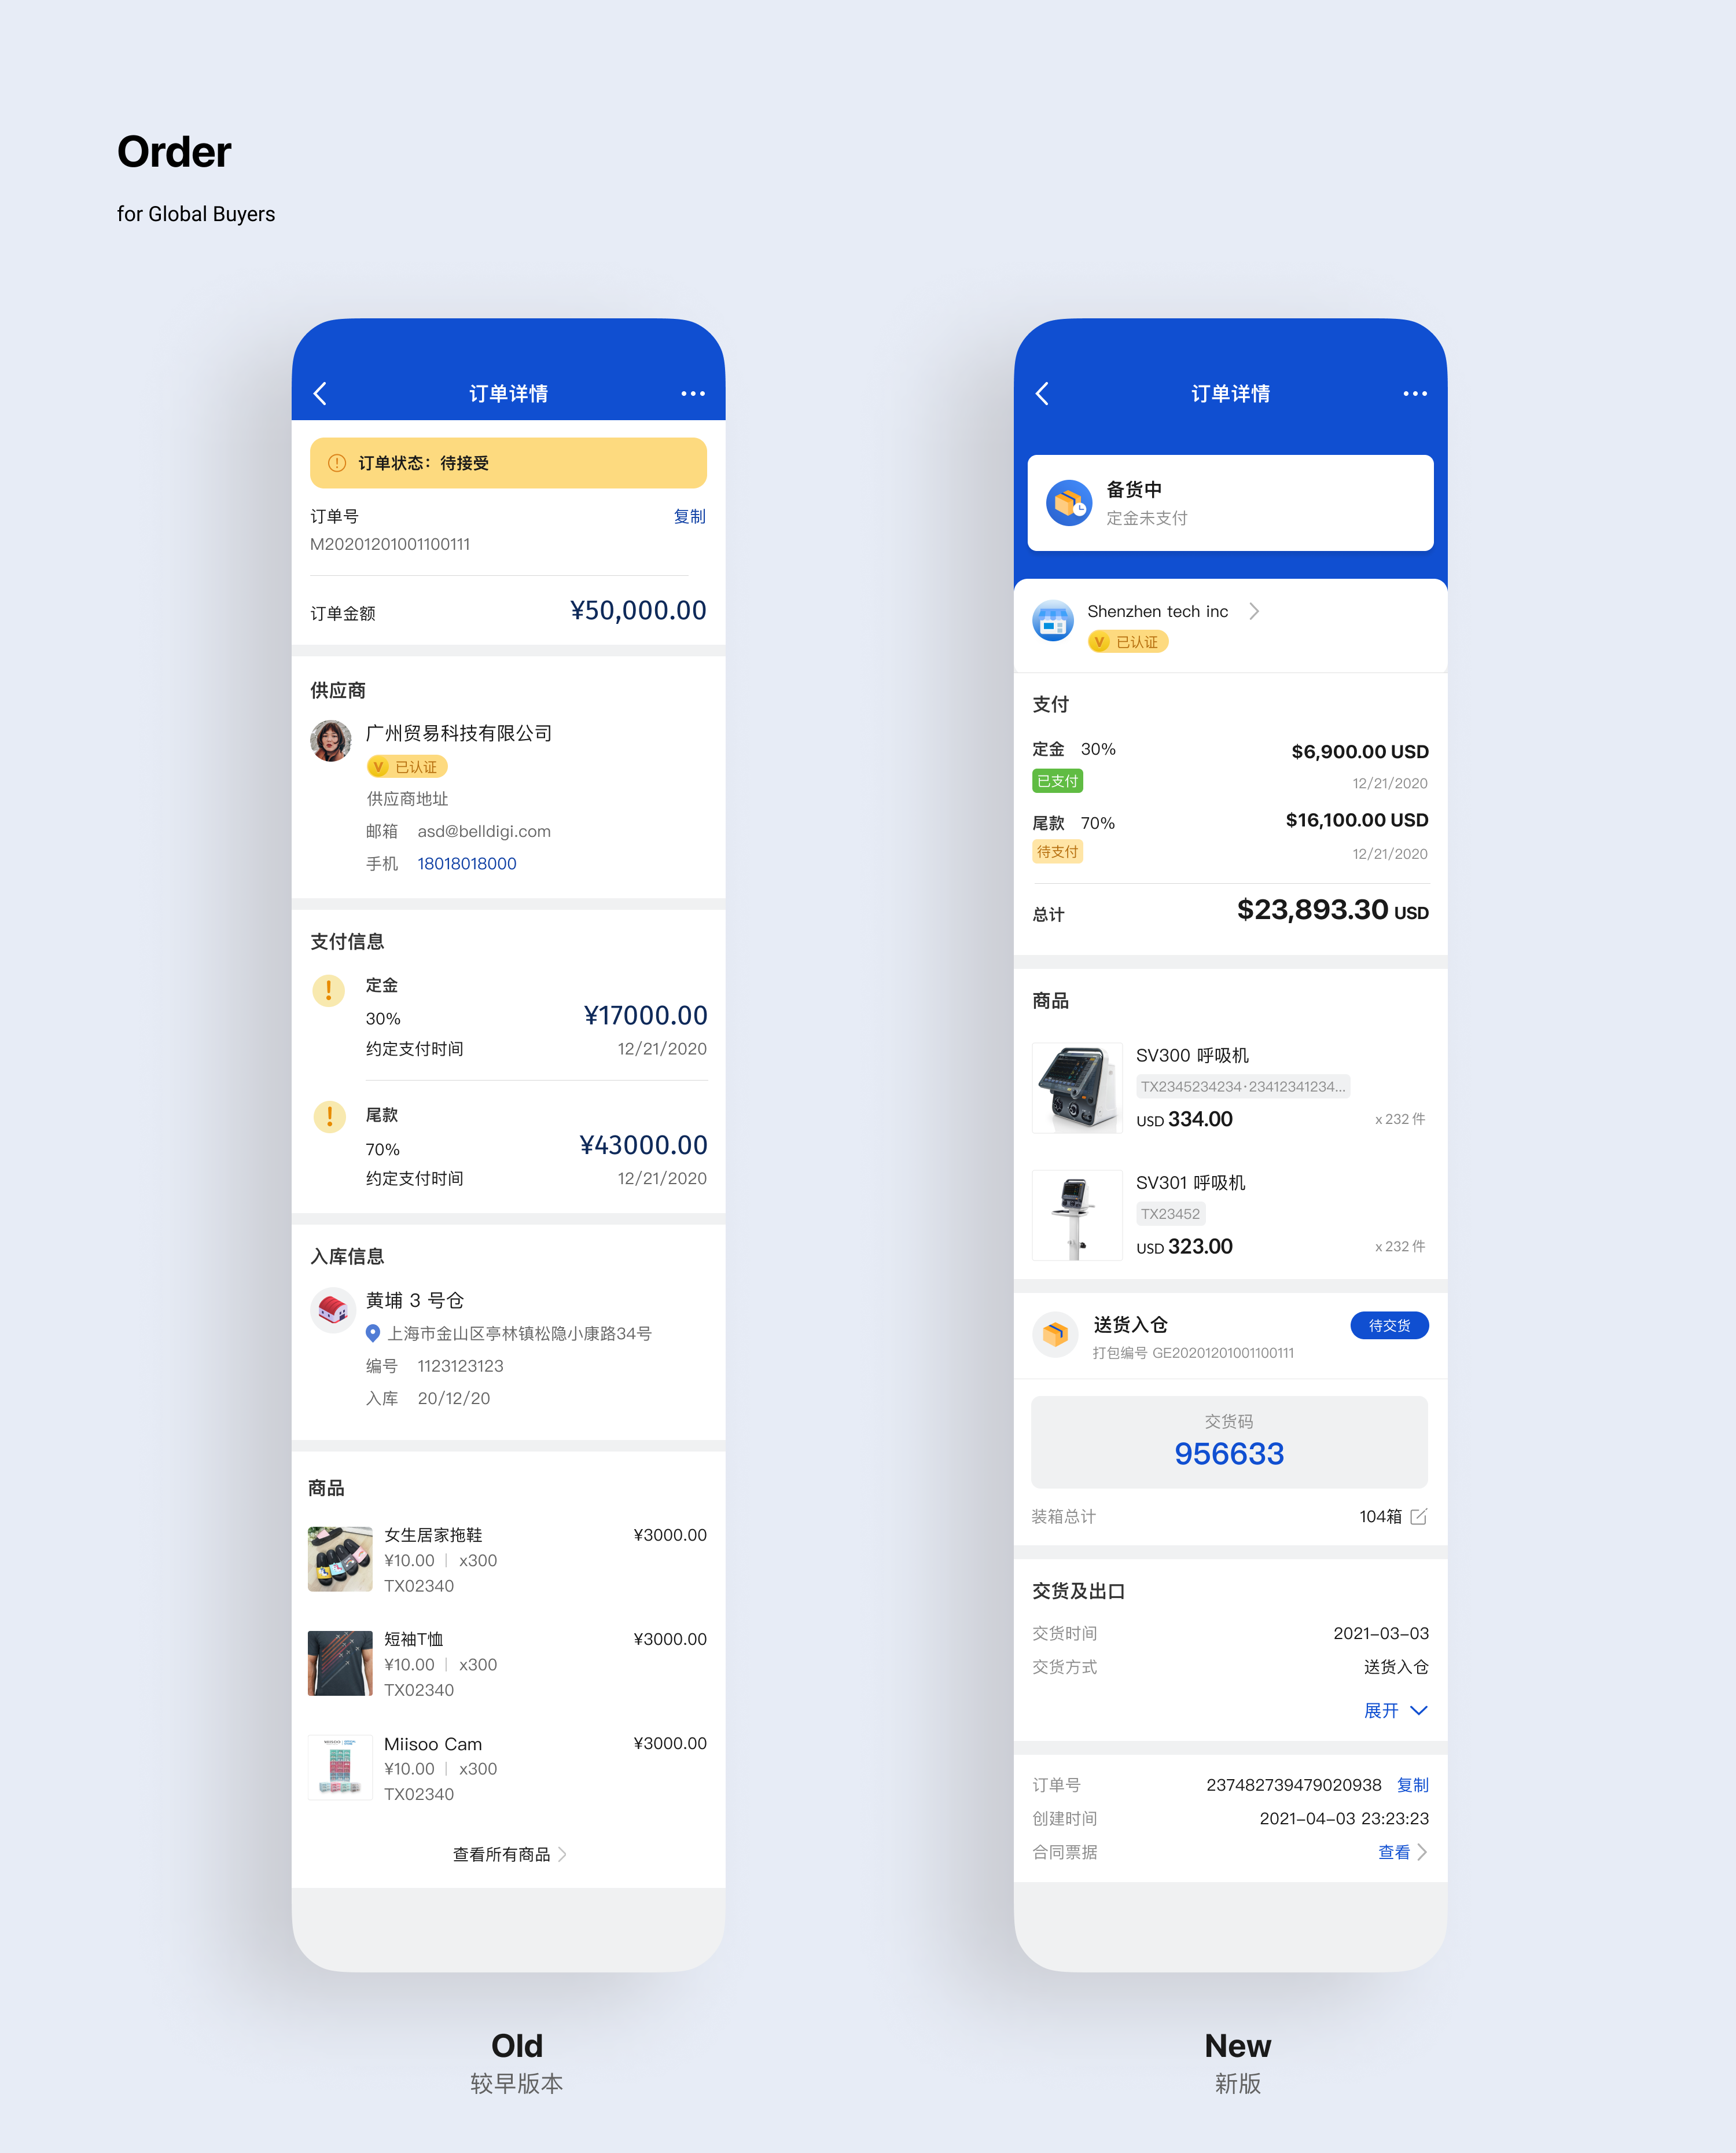 Order
for Global Buyers
订单详情
订单状态：待接受
订单号 复制
M20201201001100111
订单金额 ¥50,000.00
供应商
广州贸易科技有限公司
V 已认证
供应商地址
邮箱 asd@belldigi.com
手机 18018018000
支付信息
定金
30% ¥17000.00
约定支付时间 12/21/2020
尾款
70% ¥43000.00
约定支付时间 12/21/2020
入库信息
黄埔 3 号仓
上海市金山区亭林镇松隐小康路34号
编号 1123123123
入库 20/12/20
商品
女生居家拖鞋 ¥3000.00
¥10.00 | x300
TX02340
短袖T恤 ¥3000.00
¥10.00 | x300
TX02340
Miisoo Cam ¥3000.00
¥10.00 | x300
TX02340
查看所有商品
Old
较早版本
订单详情
备货中
定金未支付
Shenzhen tech inc
V 已认证
支付
定金 30% $6,900.00 USD
已支付 12/21/2020
尾款 70% $16,100.00 USD
待支付 12/21/2020
总计 $23,893.30 USD
商品
SV300 呼吸机
TX2345234234·23412341234...
USD 334.00 x 232 件
SV301 呼吸机
TX23452
USD 323.00 x 232 件
送货入仓 待交货
打包编号 GE20201201001100111
交货码
956633
装箱总计 104箱
交货及出口
交货时间 2021-03-03
交货方式 送货入仓
展开
订单号 237482739479020938 复制
创建时间 2021-04-03 23:23:23
合同票据 查看
New
新版